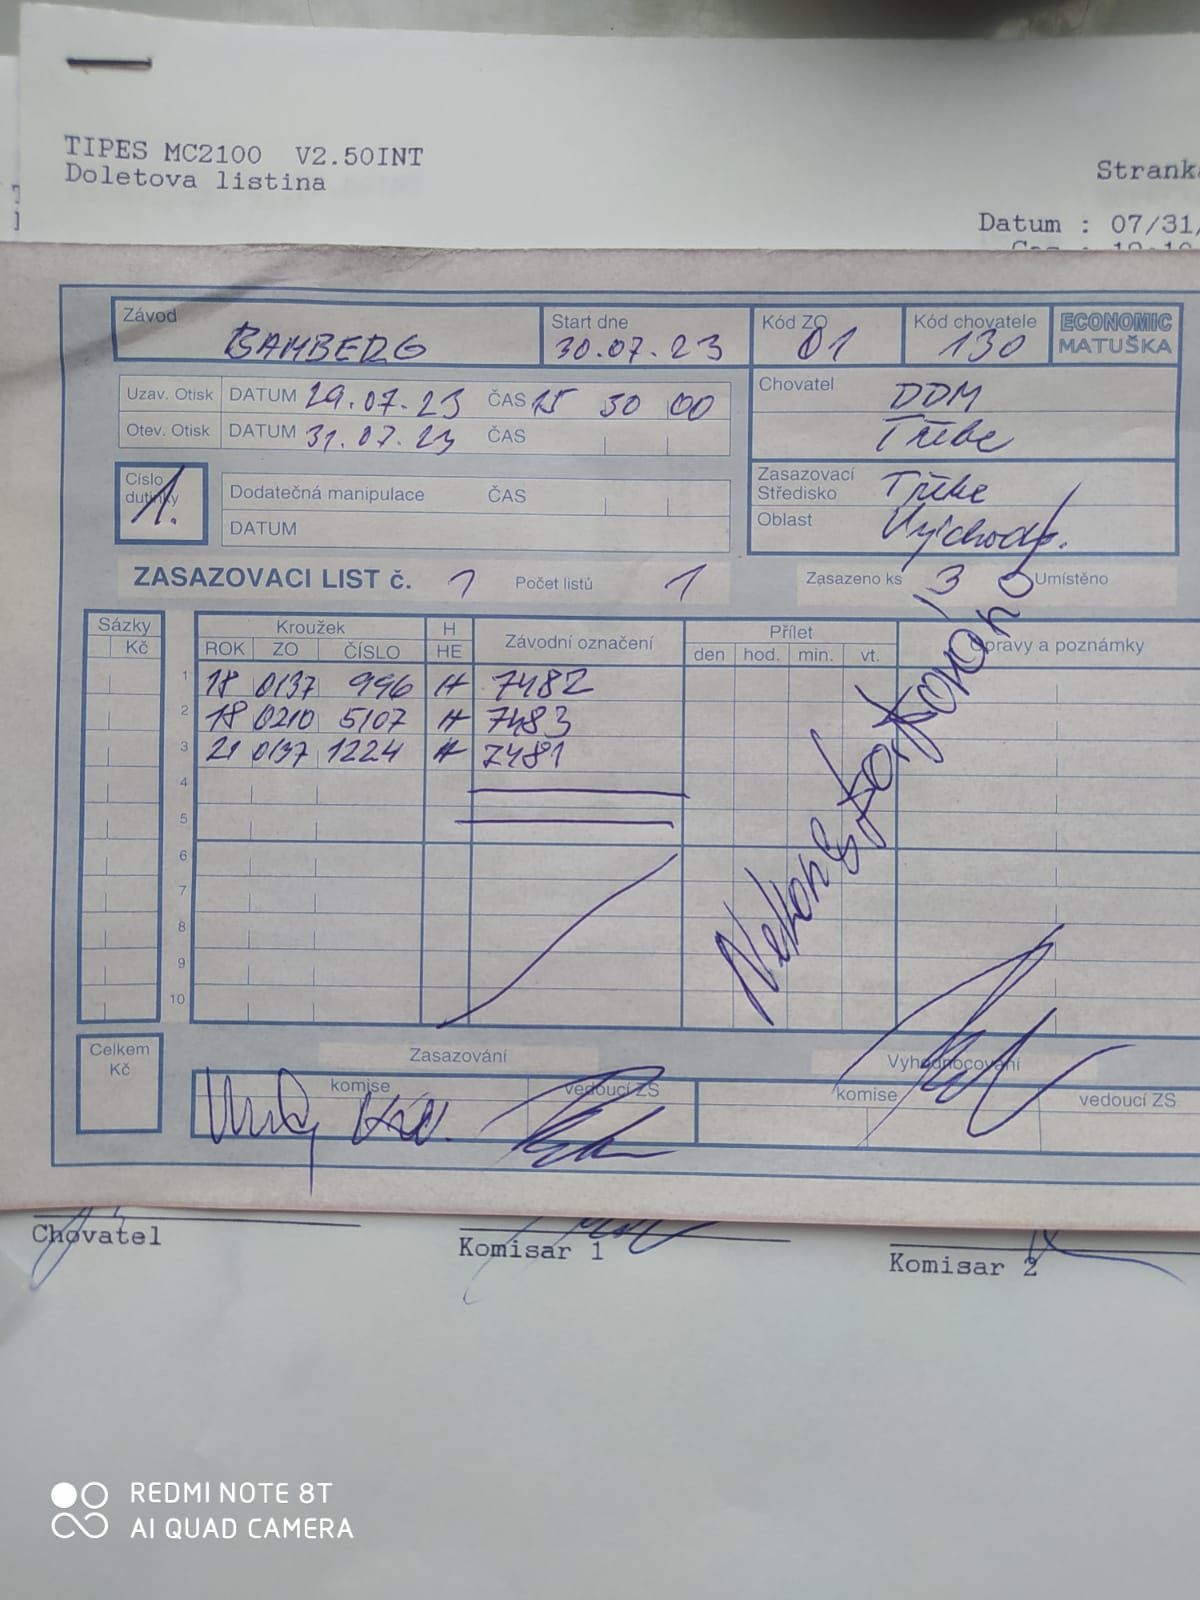 TIPES MC2100 V2.50INT
Doletova listina
Stranka
Datum : 07/31/
Závod BAMBERG
Start dne 30.07.23
Kód ZO 01
Kód chovatele 130
ECONOMIC MATUŠKA
Uzav. Otisk DATUM 29.07.23 ČAS 15 30 00
Otev. Otisk DATUM 31.07.23 ČAS
Chovatel DDM
Číslo dutinky 1.
Dodatečná manipulace ČAS
DATUM
Zasazovací Středisko
Oblast Východ.
ZASAZOVACI LIST č. 1 Počet listů 1 Zasazeno ks 3 Umístěno 0
Sázky Kč
Kroužek H HE Závodní označení Přílet Opravy a poznámky
ROK ZO ČÍSLO den hod. min. vt.
1 18 0137 996 H 7482
2 18 0210 5107 H 7483
3 21 0137 1224 H 7481
4
5
6
7
8
9
10
Celkem Kč
Zasazování Vyhodnocování
komise vedoucí ZS komise vedoucí ZS
Chovatel Komisar 1 Komisar 2
REDMI NOTE 8T
AI QUAD CAMERA